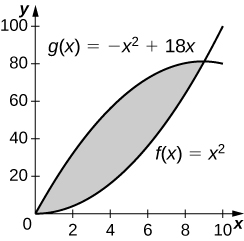 y
100
g(x) = −x² + 18x
80
60
40
f(x) = x²
20
0
2 4 6 8 10 x